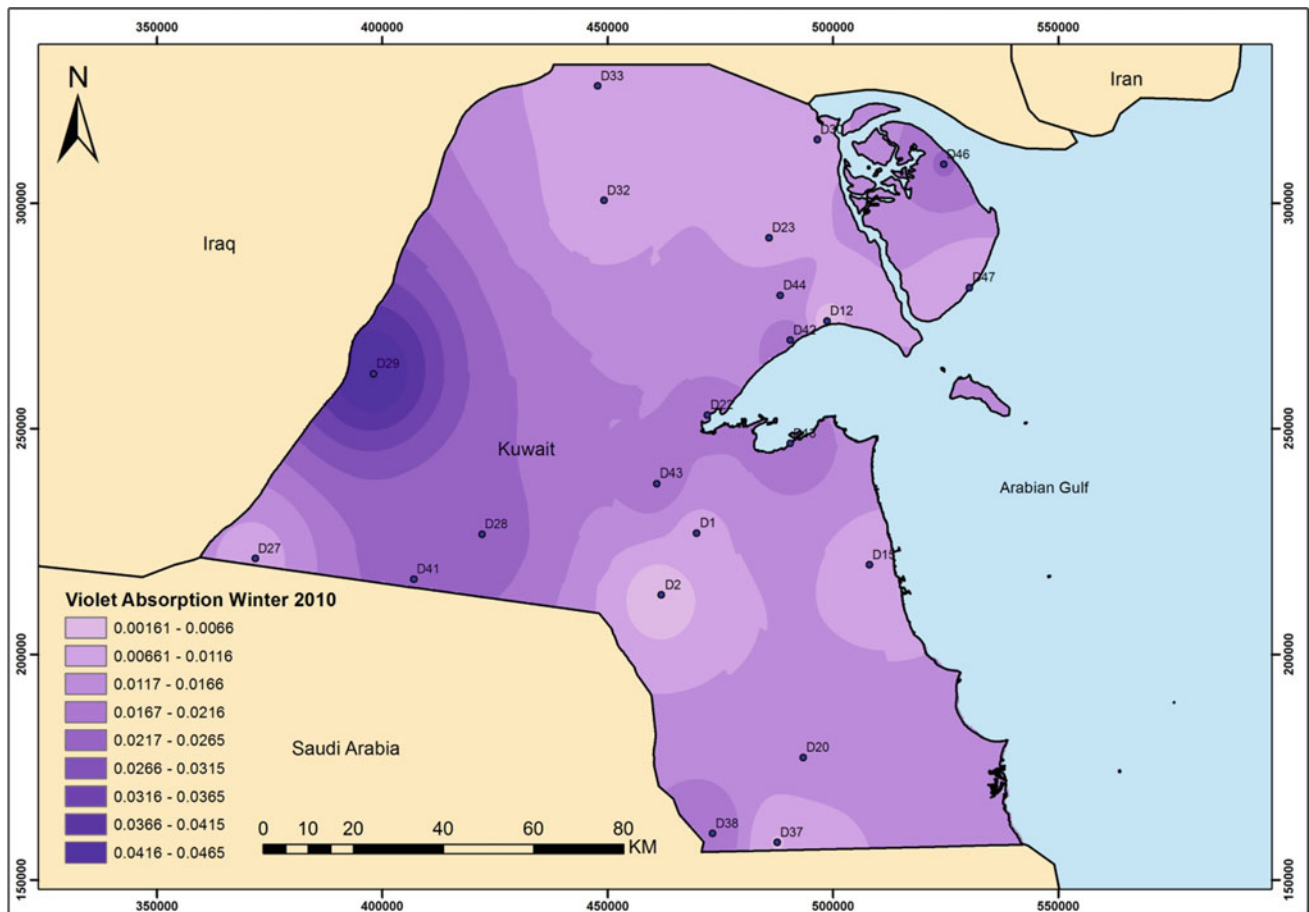 350000 400000 450000 500000 550000
N
D33
Iran
D30
D46
300000 300000
D32
Iraq
D23
D47
D44
D12
D42
D29
D22
250000 250000
Kuwait
D13
D43
Arabian Gulf
D1
D28
D27
D15
D41
D2
Violet Absorption Winter 2010
0.00161 - 0.0066
0.00661 - 0.0116
0.0117 - 0.0166
0.0167 - 0.0216
0.0217 - 0.0265
0.0266 - 0.0315
0.0316 - 0.0365
0.0366 - 0.0415
0.0416 - 0.0465
200000 200000
Saudi Arabia
D20
D38
D37
0 10 20 40 60 80
KM
150000 150000
350000 400000 450000 500000 550000